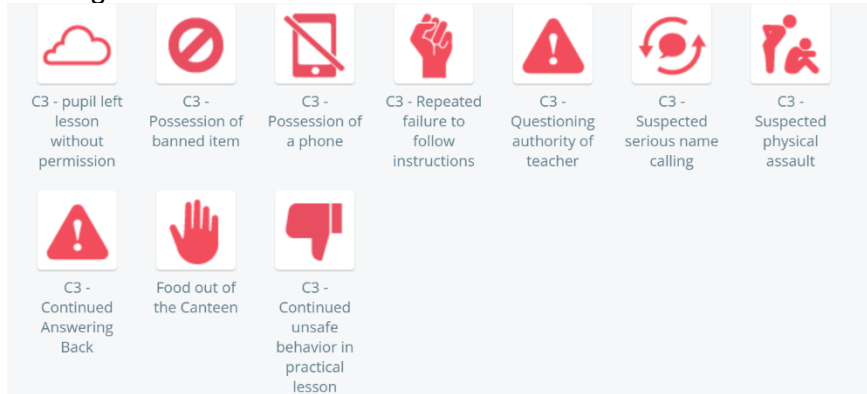 C3 - pupil left
lesson
without
permission
C3 -
Possession of
banned item
C3 -
Possession of
a phone
C3 - Repeated
failure to
follow
instructions
C3 -
Questioning
authority of
teacher
C3 -
Suspected
serious name
calling
C3 -
Suspected
physical
assault
C3 -
Continued
Answering
Back
Food out of
the Canteen
C3 -
Continued
unsafe
behavior in
practical
lesson